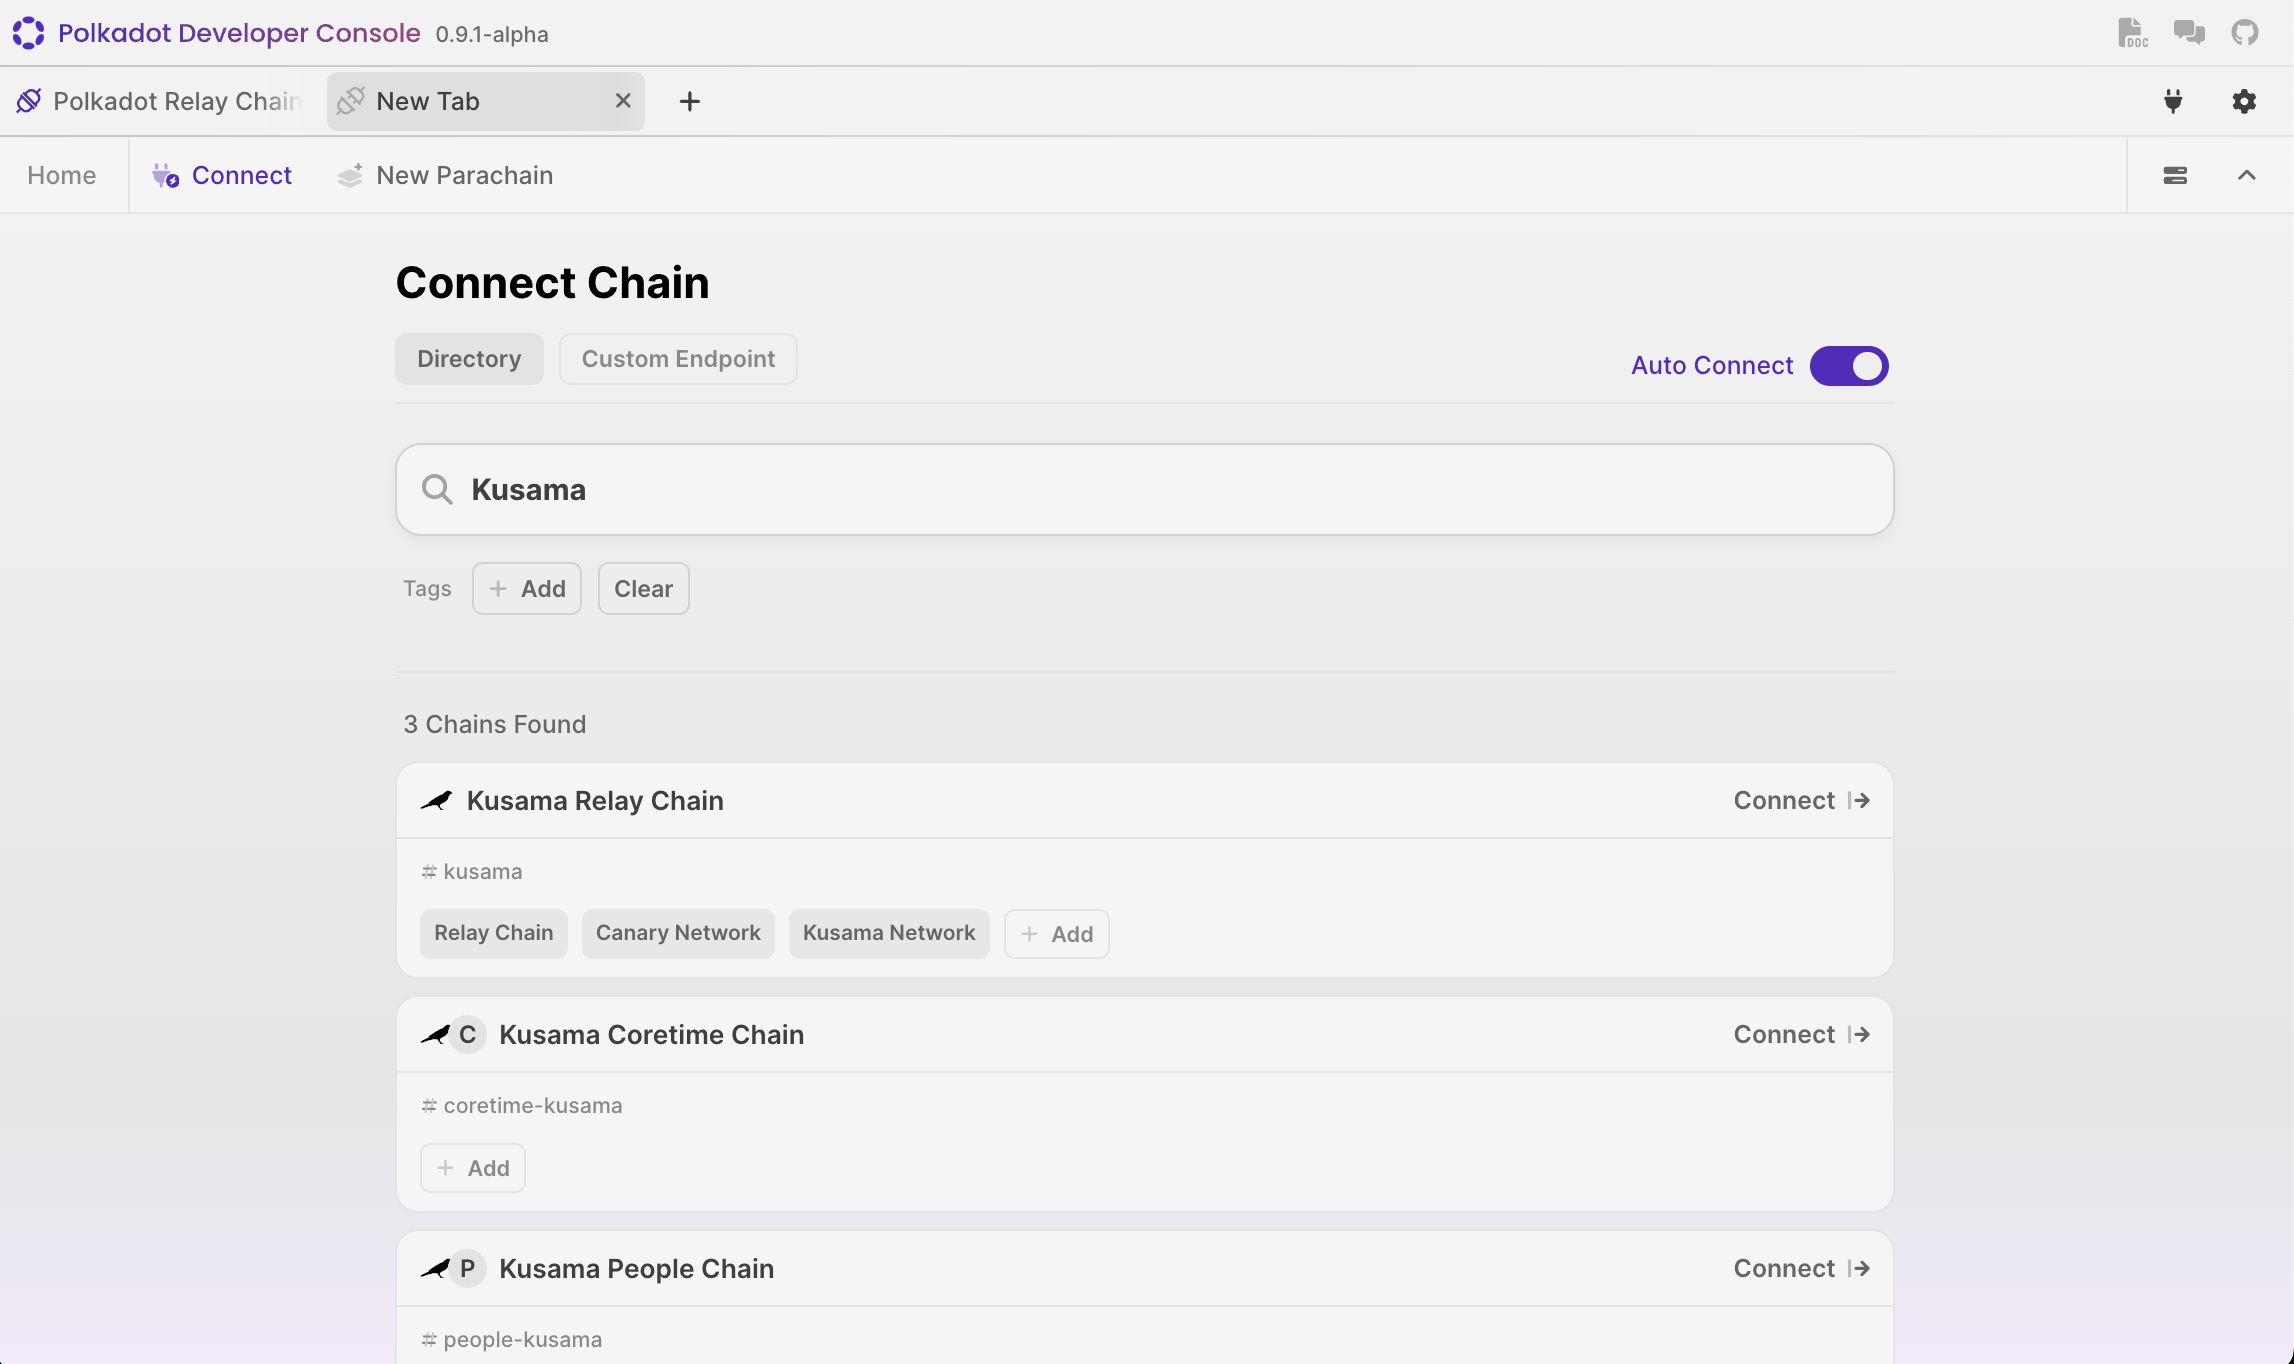 Polkadot Developer Console 0.9.1-alpha
DOC
Polkadot Relay Chain
New Tab
Home
Connect
New Parachain
Connect Chain
Directory
Custom Endpoint
Auto Connect
Kusama
Tags
+ Add
Clear
3 Chains Found
Kusama Relay Chain
Connect
# kusama
Relay Chain
Canary Network
Kusama Network
+ Add
C
Kusama Coretime Chain
Connect
# coretime-kusama
+ Add
P
Kusama People Chain
Connect
# people-kusama